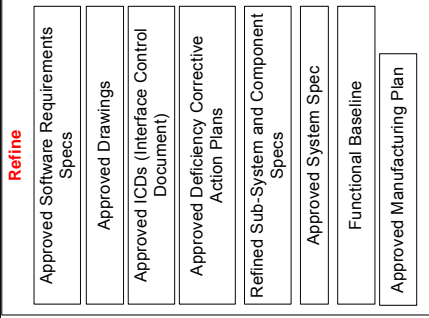 Refine
Approved Software Requirements
Specs
Approved Drawings
Approved ICDs (Interface Control
Document)
Approved Deficiency Corrective
Action Plans
Refined Sub-System and Component
Specs
Approved System Spec
Functional Baseline
Approved Manufacturing Plan